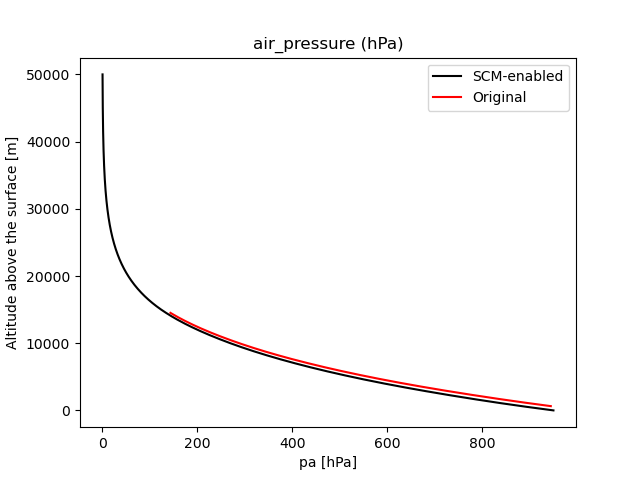 air_pressure (hPa)
SCM-enabled
Original
50000
40000
30000
20000
10000
0
Altitude above the surface [m]
0 200 400 600 800
pa [hPa]